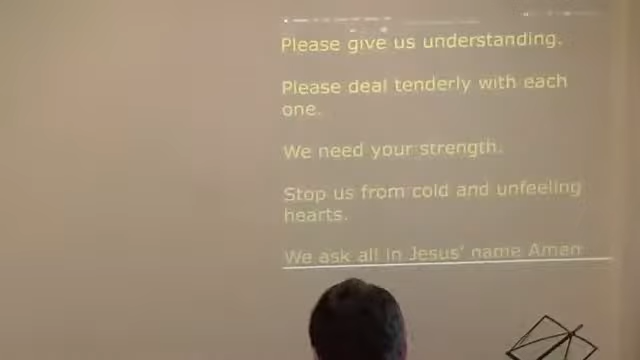 Please give us understanding.
Please deal tenderly with each
one.
We need your strength.
Stop us from cold and unfeeling
hearts.
We ask all in Jesus' name Amen